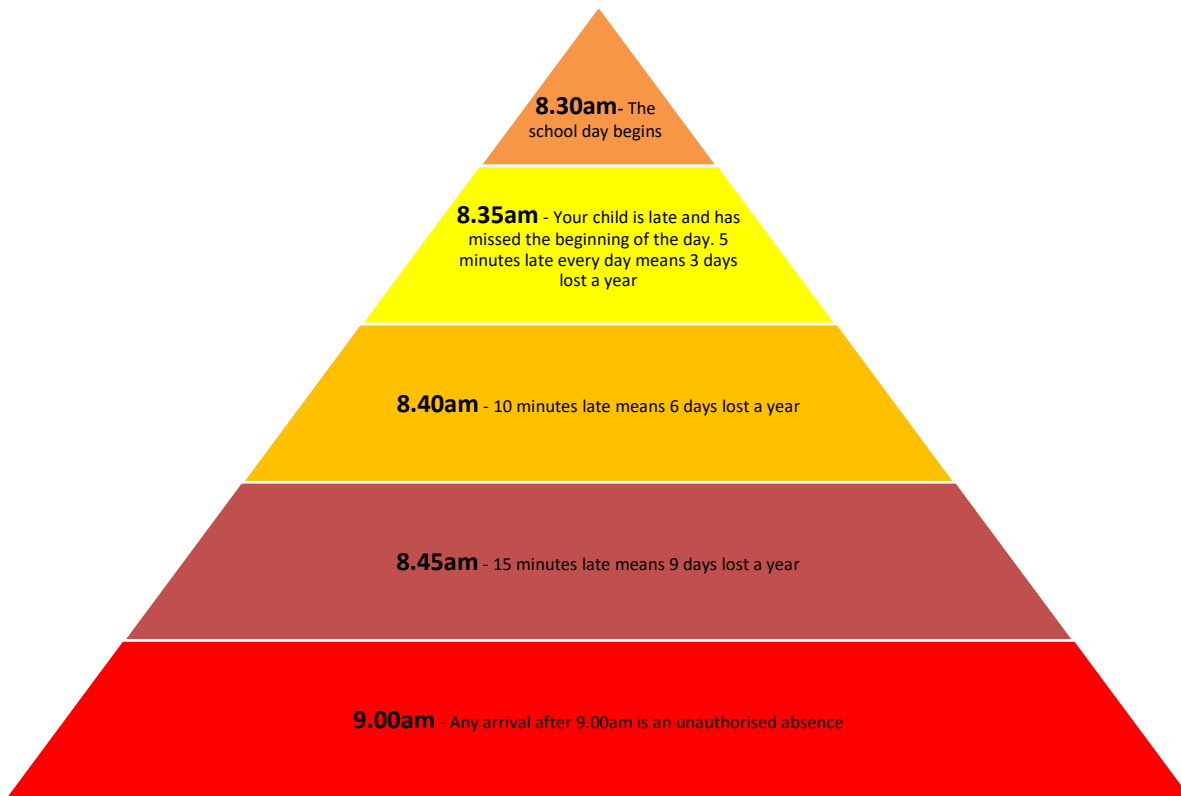 8.30am- The
school day begins
8.35am - Your child is late and has
missed the beginning of the day. 5
minutes late every day means 3 days
lost a year
8.40am - 10 minutes late means 6 days lost a year
8.45am - 15 minutes late means 9 days lost a year
9.00am - Any arrival after 9.00am is an unauthorised absence